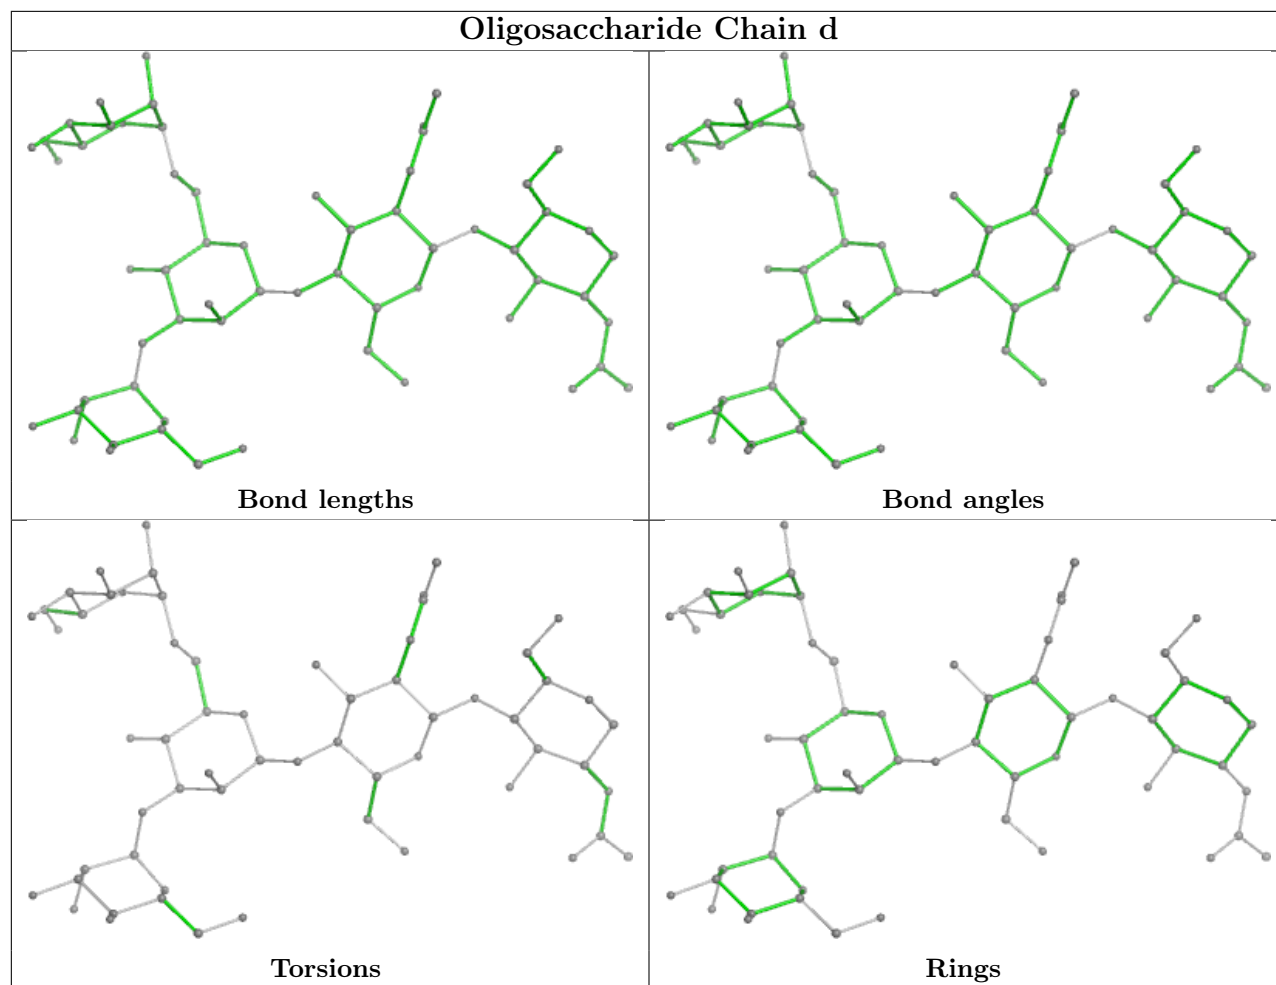 Oligosaccharide Chain d
Bond lengths
Bond angles
Torsions
Rings